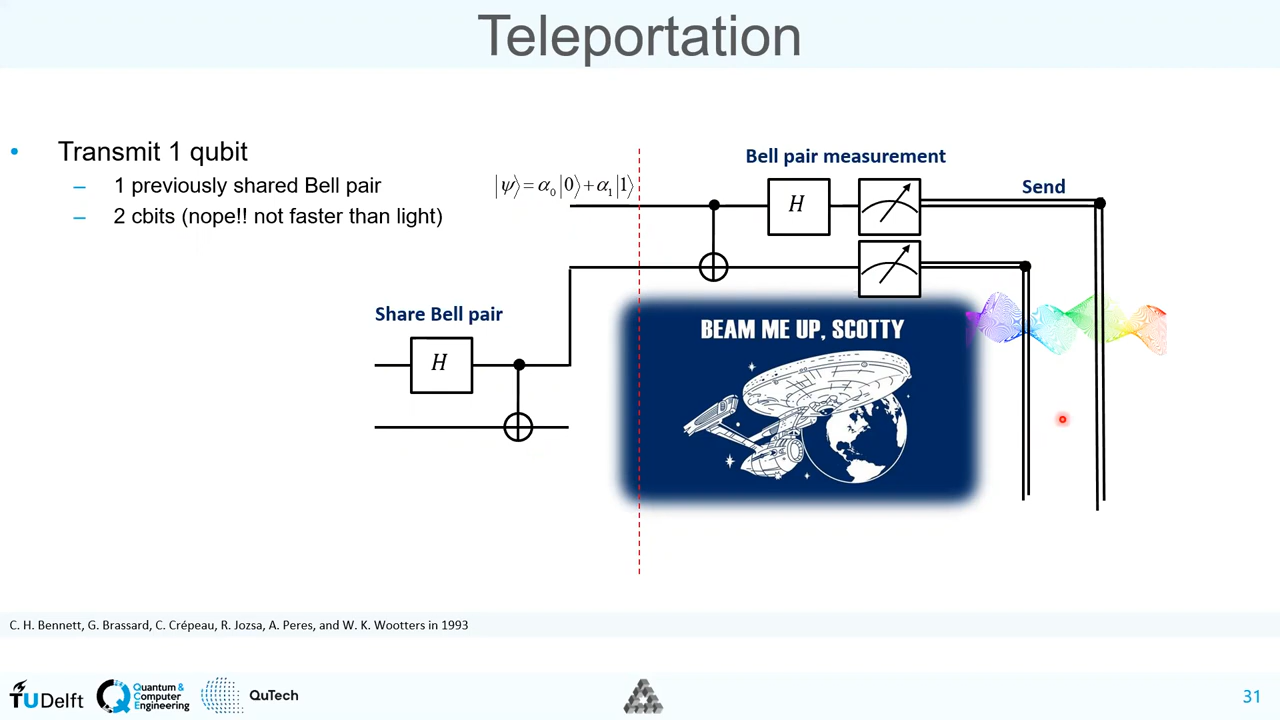 Teleportation
• Transmit 1 qubit
– 1 previously shared Bell pair
– 2 cbits (nope!! not faster than light)
|ψ⟩ = α₀|0⟩ + α₁|1⟩
Bell pair measurement
Send
H
Share Bell pair
H
BEAM ME UP, SCOTTY
C. H. Bennett, G. Brassard, C. Crépeau, R. Jozsa, A. Peres, and W. K. Wootters in 1993
TUDelft
Quantum &
Computer
Engineering
QuTech
31